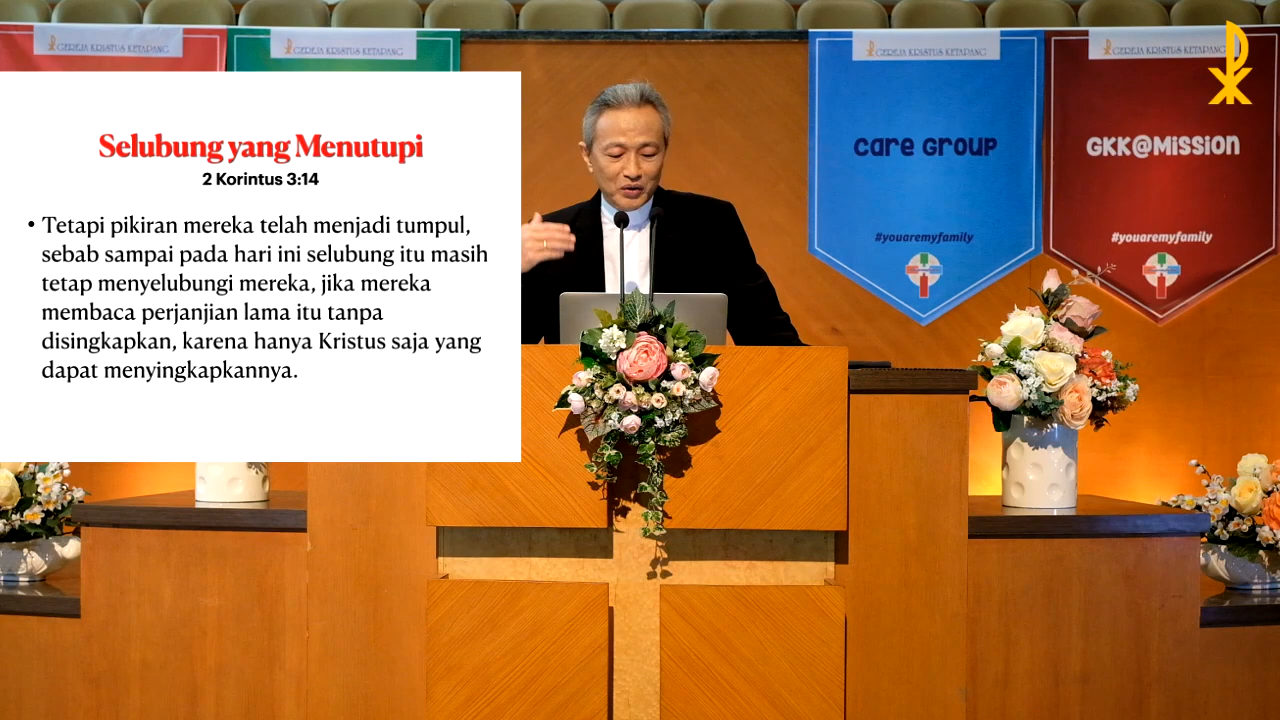 GEREJA KRISTUS KETAPANG
GEREJA KRISTUS KETAPANG
GEREJA KRISTUS KETAPANG
GEREJA KRISTUS KETAPANG
Selubung yang Menutupi
2 Korintus 3:14
• Tetapi pikiran mereka telah menjadi tumpul,
sebab sampai pada hari ini selubung itu masih
tetap menyelubungi mereka, jika mereka
membaca perjanjian lama itu tanpa
disingkapkan, karena hanya Kristus saja yang
dapat menyingkapkannya.
Care Group
#youaremyfamily
GKK@Mission
#youaremyfamily